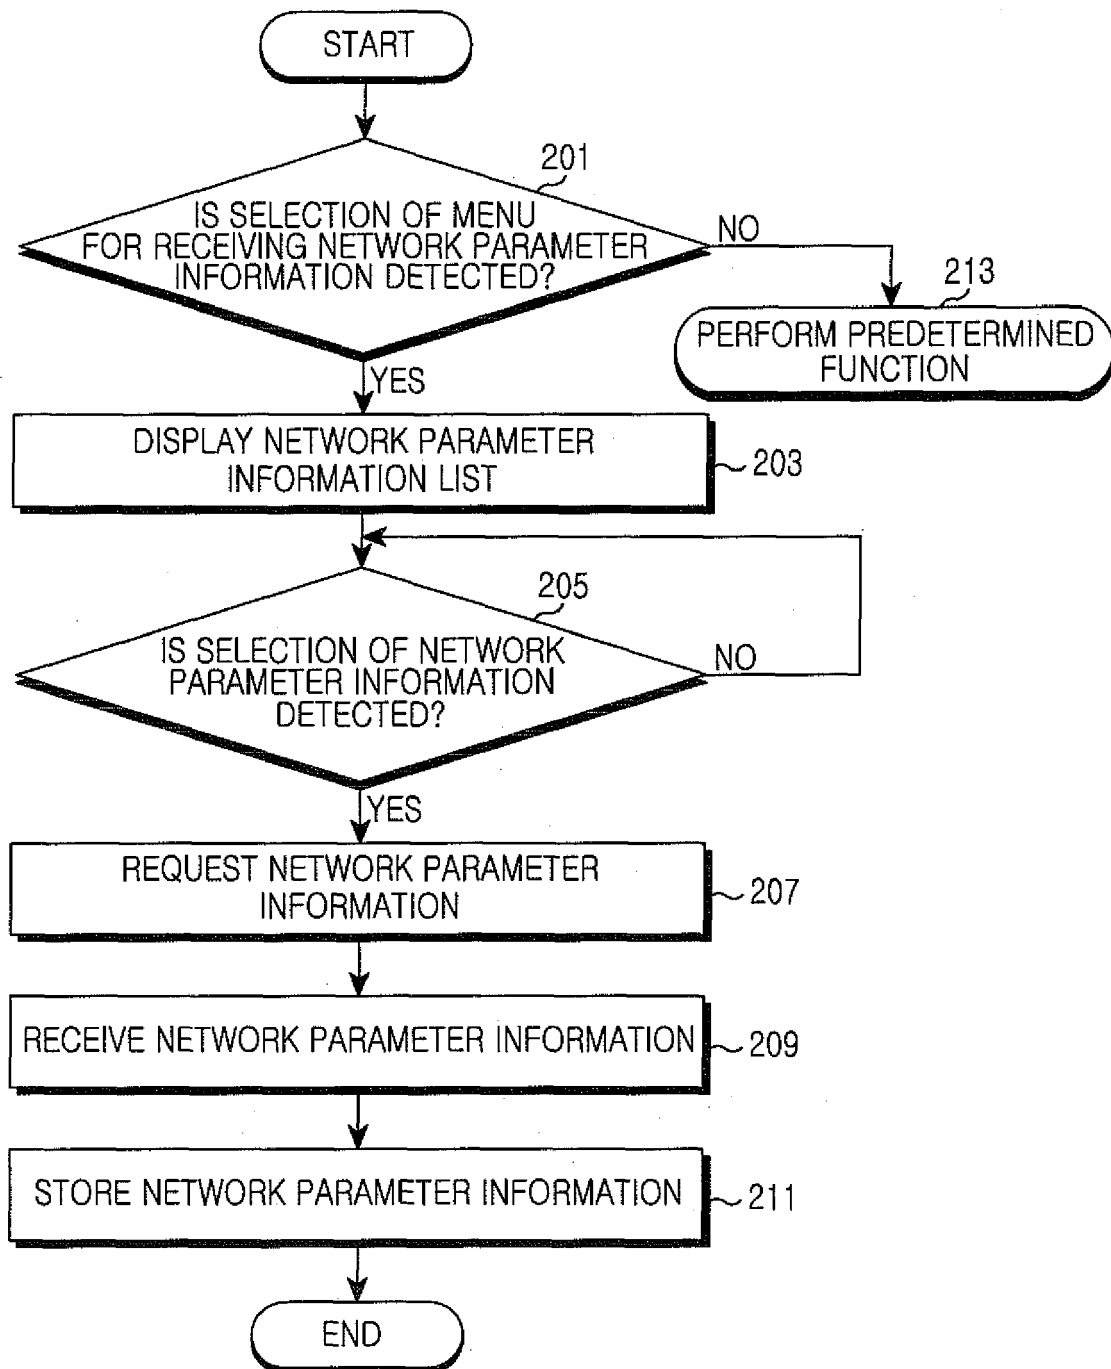 START
201
IS SELECTION OF MENU
FOR RECEIVING NETWORK PARAMETER
INFORMATION DETECTED?
NO
213
PERFORM PREDETERMINED
FUNCTION
YES
DISPLAY NETWORK PARAMETER
INFORMATION LIST
203
205
IS SELECTION OF NETWORK
PARAMETER INFORMATION
DETECTED?
NO
YES
REQUEST NETWORK PARAMETER
INFORMATION
207
RECEIVE NETWORK PARAMETER INFORMATION
209
STORE NETWORK PARAMETER INFORMATION
211
END